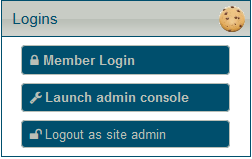 Logins
Member Login
Launch admin console
Logout as site admin